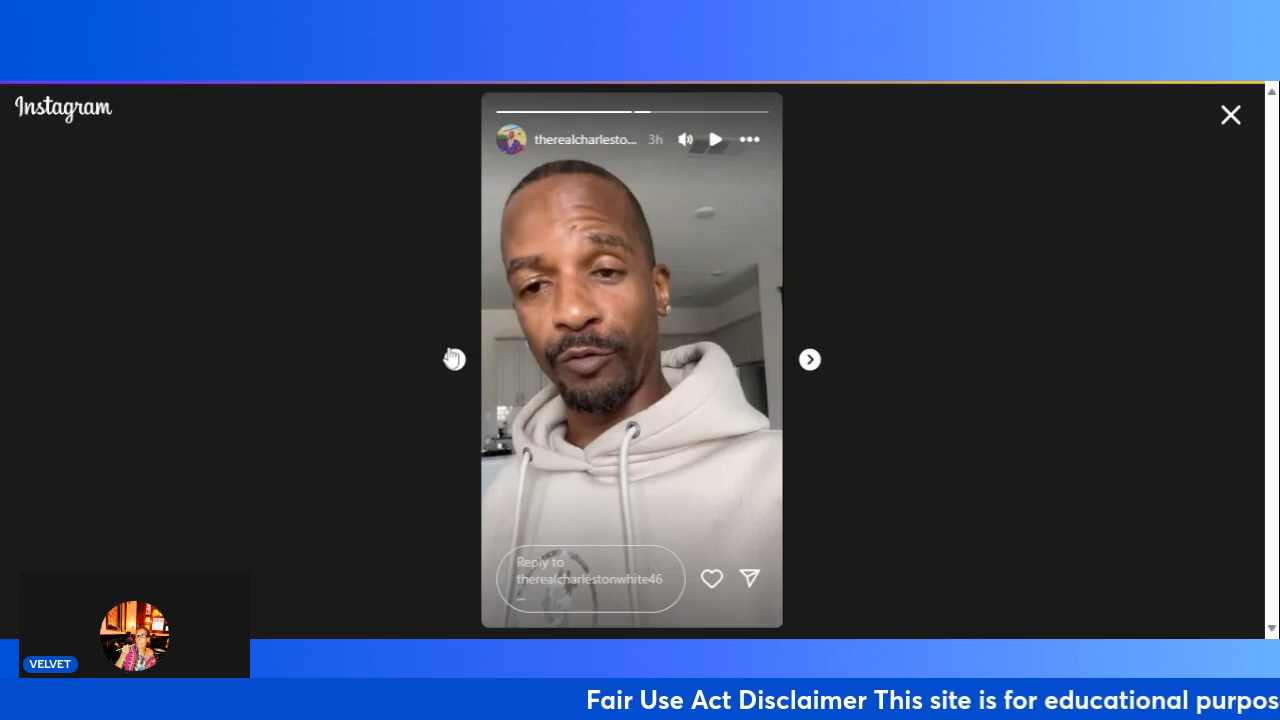 Instagram
therealcharlesto... 3h
Reply to
therealcharlestonwhite46
...
VELVET
Fair Use Act Disclaimer This site is for educational purpos